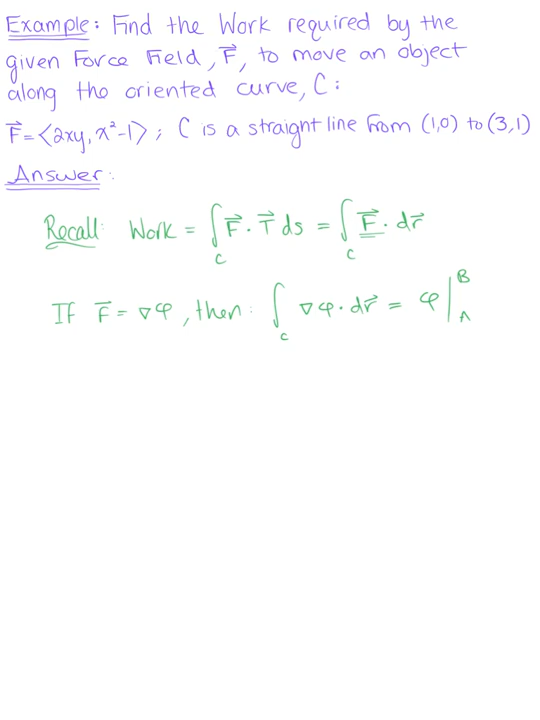 Example: Find the Work required by the
given Force Field, F⃗, to move an object
along the oriented curve, C:
F⃗ = ⟨2xy, x²-1⟩; C is a straight line from (1,0) to (3,1)
Answer:
Recall: Work = ∫_C F⃗ · T⃗ ds = ∫_C F⃗ · dr⃗
If F⃗ = ∇φ, then: ∫_C ∇φ · dr⃗ = φ|_A^B